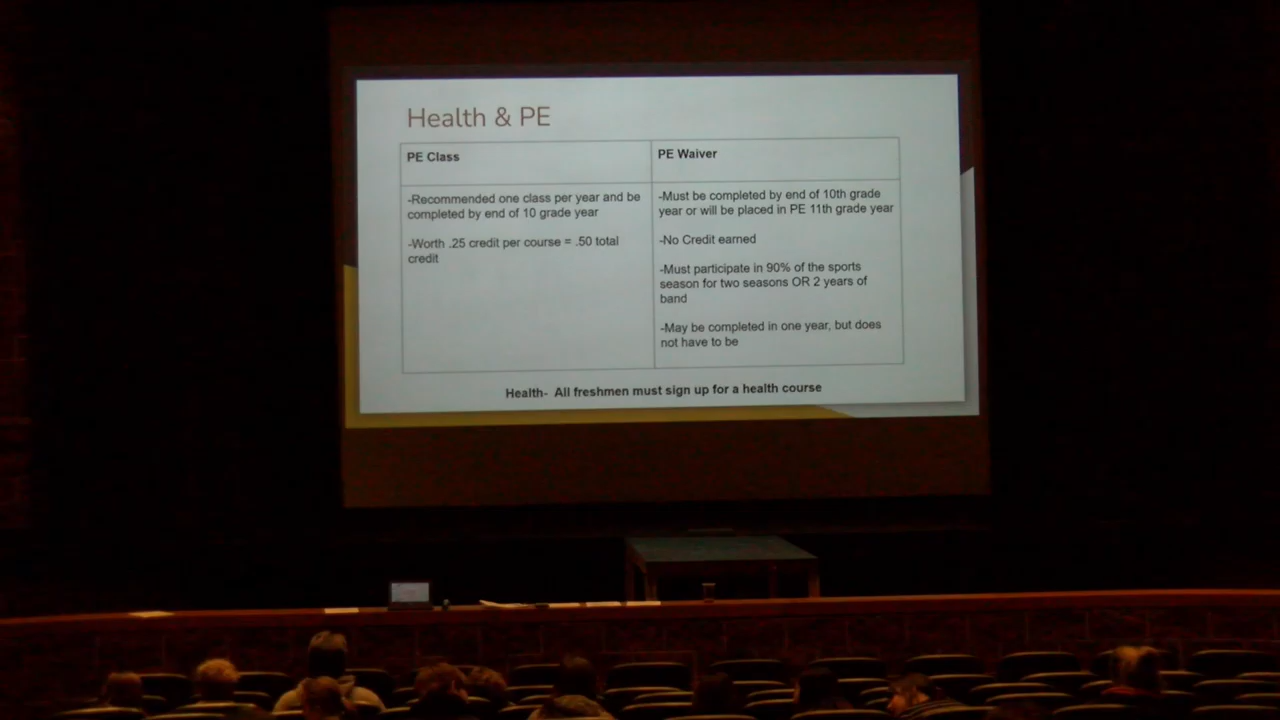 Health & PE
PE Class
-Recommended one class per year and be
completed by end of 10 grade year
-Worth .25 credit per course = .50 total
credit
PE Waiver
-Must be completed by end of 10th grade
year or will be placed in PE 11th grade year
-No Credit earned
-Must participate in 90% of the sports
season for two seasons OR 2 years of
band
-May be completed in one year, but does
not have to be
Health- All freshmen must sign up for a health course